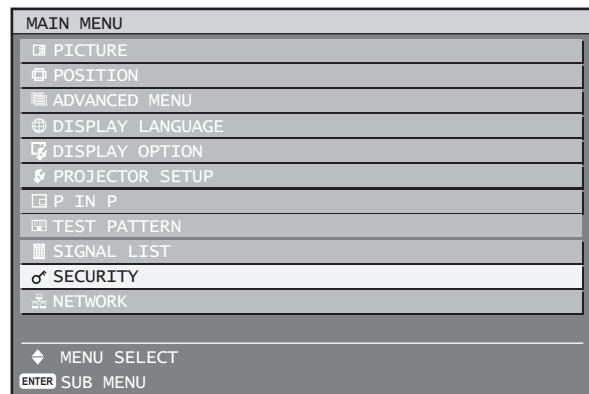 MAIN MENU
PICTURE
POSITION
ADVANCED MENU
DISPLAY LANGUAGE
DISPLAY OPTION
PROJECTOR SETUP
P IN P
TEST PATTERN
SIGNAL LIST
SECURITY
NETWORK
MENU SELECT
ENTER SUB MENU